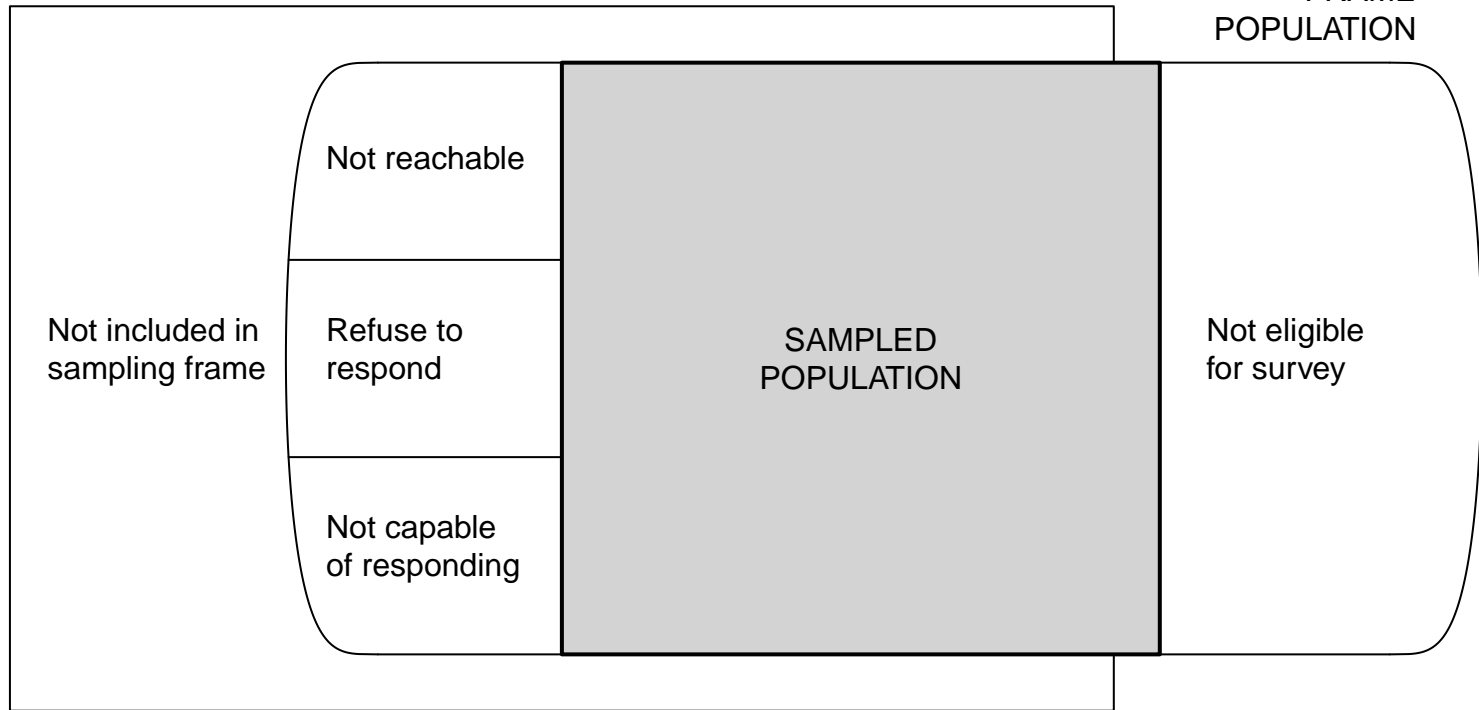 POPULATION
Not reachable
Not included in
sampling frame
Refuse to
respond
SAMPLED
POPULATION
Not eligible
for survey
Not capable
of responding